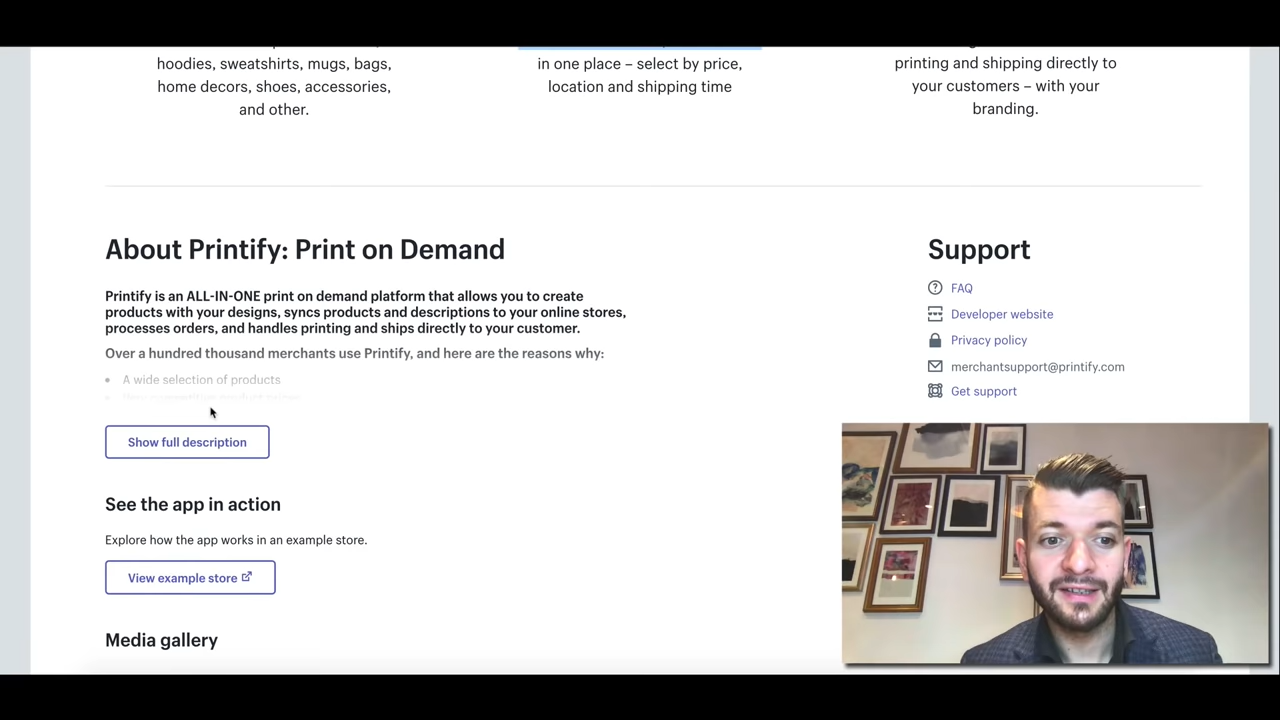 hoodies, sweatshirts, mugs, bags,
home decors, shoes, accessories,
and other.
in one place – select by price,
location and shipping time
printing and shipping directly to
your customers – with your
branding.
About Printify: Print on Demand
Printify is an ALL-IN-ONE print on demand platform that allows you to create
products with your designs, syncs products and descriptions to your online stores,
processes orders, and handles printing and ships directly to your customer.
Over a hundred thousand merchants use Printify, and here are the reasons why:
• A wide selection of products
Show full description
See the app in action
Explore how the app works in an example store.
View example store
Media gallery
Support
FAQ
Developer website
Privacy policy
merchantsupport@printify.com
Get support